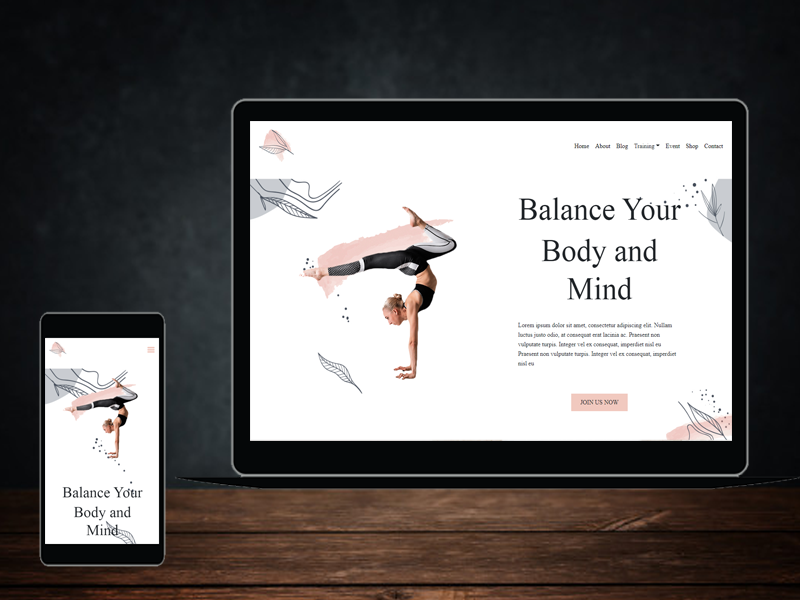 Home About Blog Training Event Shop Contact
Balance Your
Body and
Mind
Lorem ipsum dolor sit amet, consectetur adipiscing elit. Nullam
luctus justo odio, at consequat erat lacinia ac. Praesent non
vulputate turpis. Integer vel ex consequat, imperdiet nisl eu
Praesent non vulputate turpis. Integer vel ex consequat, imperdiet
nisl eu
JOIN US NOW
Balance Your
Body and
Mind